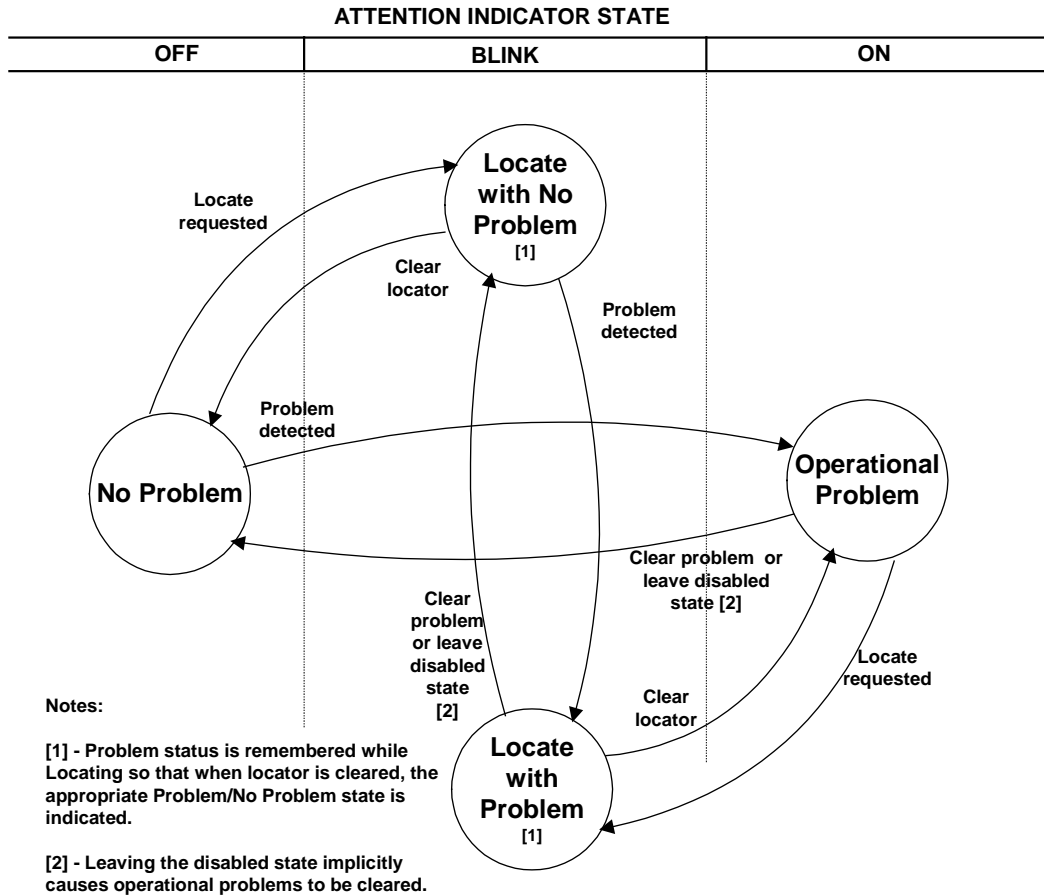 ATTENTION INDICATOR STATE
OFF
BLINK
ON
Locate
with No
Problem
[1]
Locate
requested
Clear
locator
Problem
detected
Problem
detected
No Problem
Operational
Problem
Clear problem or
leave disabled
state [2]
Clear
problem
or leave
disabled
state
[2]
Locate
requested
Clear
locator
Locate
with
Problem
[1]
Notes:
[1] - Problem status is remembered while
Locating so that when locator is cleared, the
appropriate Problem/No Problem state is
indicated.
[2] - Leaving the disabled state implicitly
causes operational problems to be cleared.